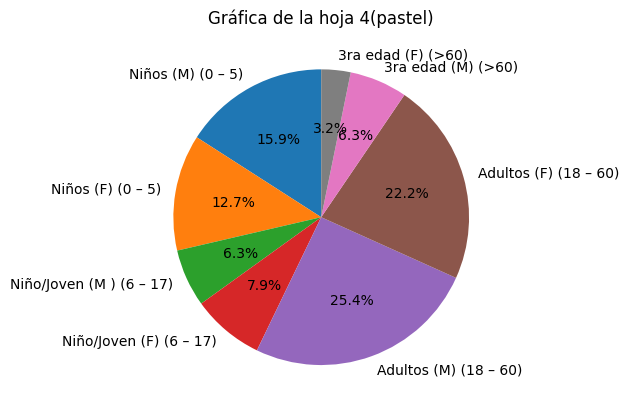 Gráfica de la hoja 4(pastel)
3ra edad (F) (>60)
3ra edad (M) (>60)
Niños (M) (0 – 5)
3.2%
6.3%
15.9%
Adultos (F) (18 – 60)
22.2%
Niños (F) (0 – 5)
12.7%
6.3%
Niño/Joven (M ) (6 – 17)
7.9%
25.4%
Niño/Joven (F) (6 – 17)
Adultos (M) (18 – 60)